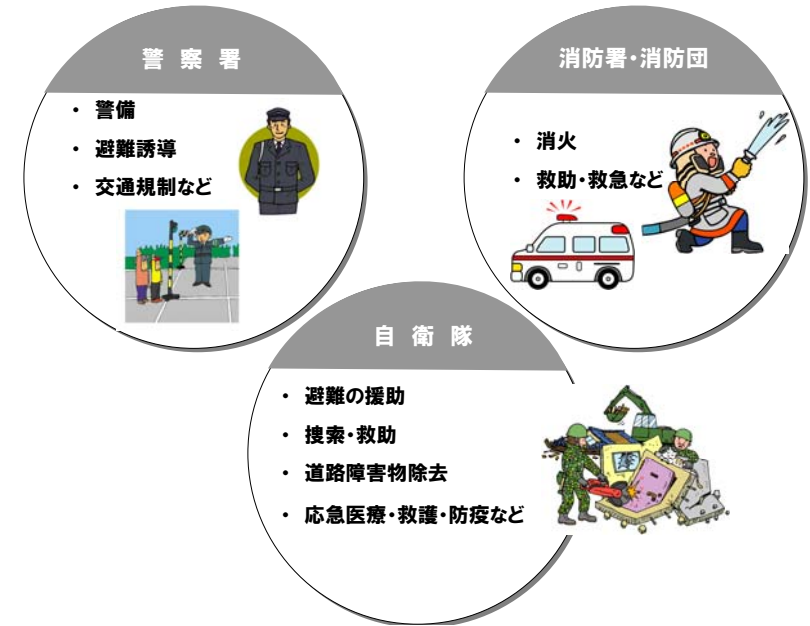 警 察 署
・ 警備
・ 避難誘導
・ 交通規制など
消防署・消防団
・ 消火
・ 救助・救急など
自 衛 隊
・ 避難の援助
・ 捜索・救助
・ 道路障害物除去
・ 応急医療・救護・防疫など